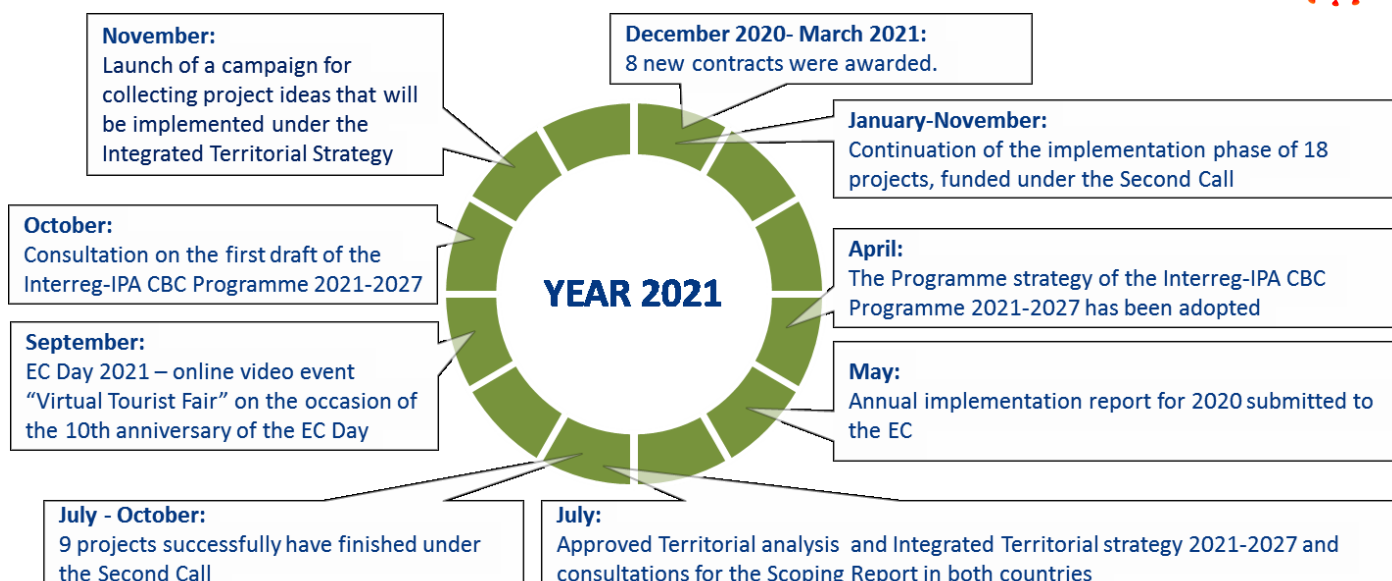 November:
Launch of a campaign for
collecting project ideas that will
be implemented under the
Integrated Territorial Strategy
December 2020- March 2021:
8 new contracts were awarded.
January-November:
Continuation of the implementation phase of 18
projects, funded under the Second Call
October:
Consultation on the first draft of the
Interreg-IPA CBC Programme 2021-2027
YEAR 2021
April:
The Programme strategy of the Interreg-IPA CBC
Programme 2021-2027 has been adopted
September:
EC Day 2021 – online video event
“Virtual Tourist Fair” on the occasion of
the 10th anniversary of the EC Day
May:
Annual implementation report for 2020 submitted to
the EC
July - October:
9 projects successfully have finished under
the Second Call
July:
Approved Territorial analysis and Integrated Territorial strategy 2021-2027 and
consultations for the Scoping Report in both countries